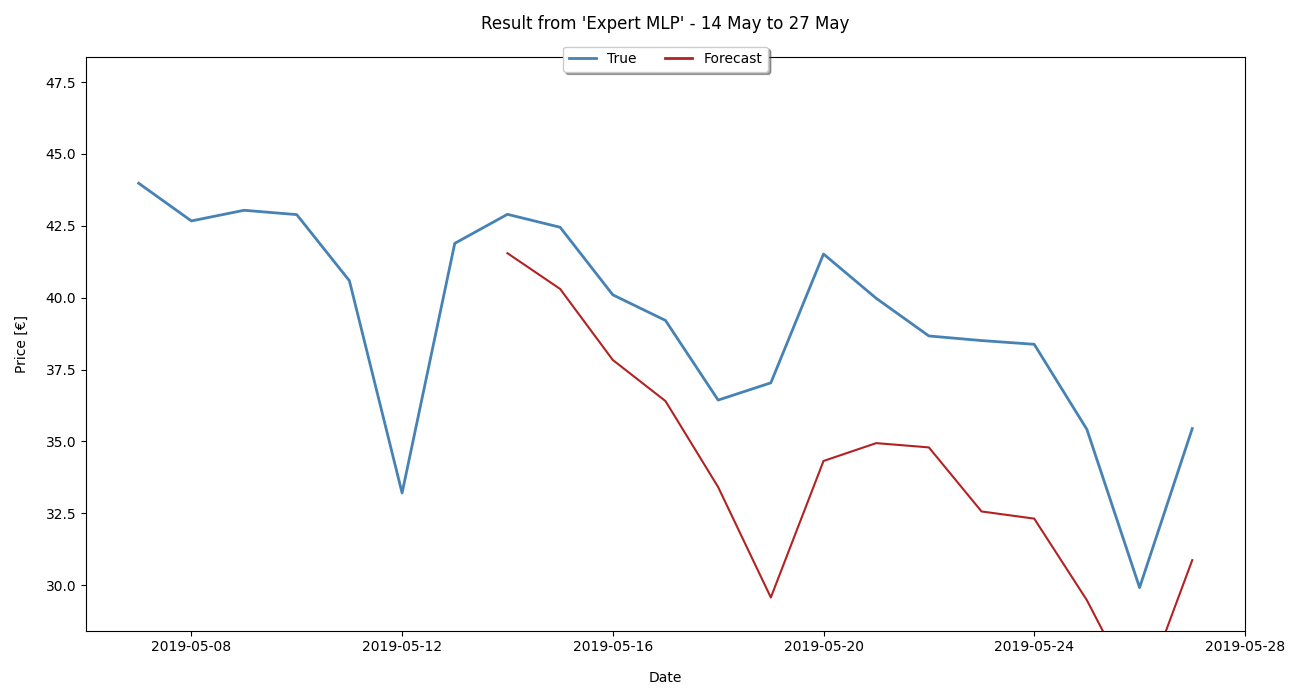 Result from 'Expert MLP' - 14 May to 27 May
True Forecast
47.5
45.0
42.5
40.0
37.5
35.0
32.5
30.0
Price [€]
2019-05-08 2019-05-12 2019-05-16 2019-05-20 2019-05-24 2019-05-28
Date